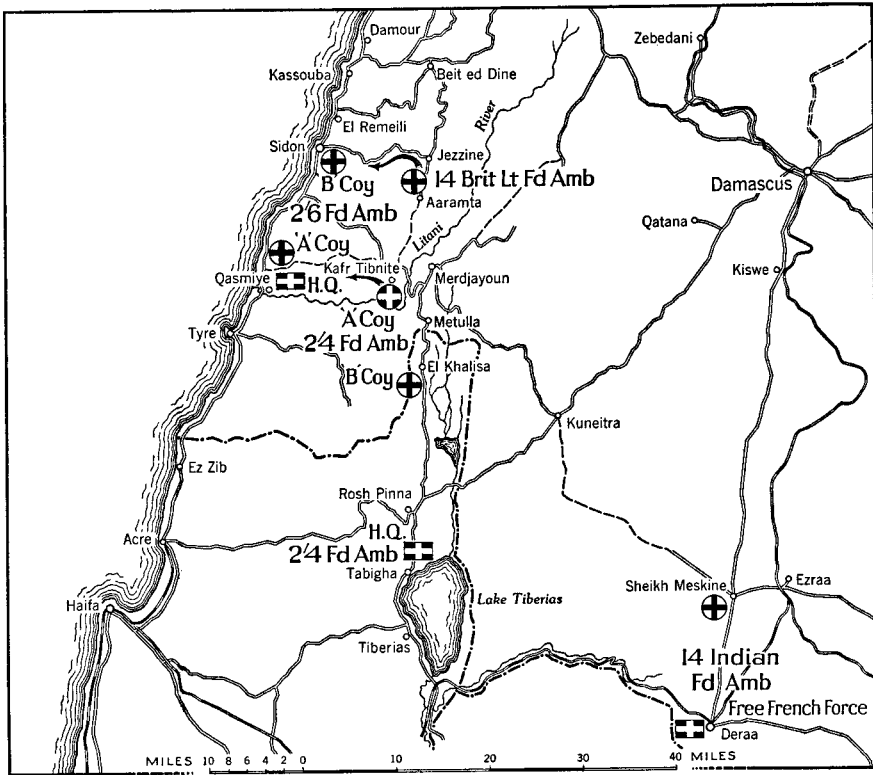 Damour
Zebedani
Kassouba
Beit ed Dine
River
El Remeili
Sidon
Jezzine
'B' Coy
14 Brit Lt Fd Amb
Damascus
2/6 Fd Amb
Aaramta
Litani
Qatana
'A' Coy
Kafr Tibnite
Merdjayoun
Kiswe
Qasmiye
H.Q.
'A' Coy
Metulla
Tyre
2/4 Fd Amb
El Khalisa
'B' Coy
Kuneitra
Ez Zib
Rosh Pinna
Acre
H.Q.
2/4 Fd Amb
Tabigha
Sheikh Meskine
Ezraa
Haifa
Lake Tiberias
Tiberias
14 Indian
Fd Amb
Free French Force
Deraa
MILES 10 8 6 4 2 0 10 20 30 40 MILES